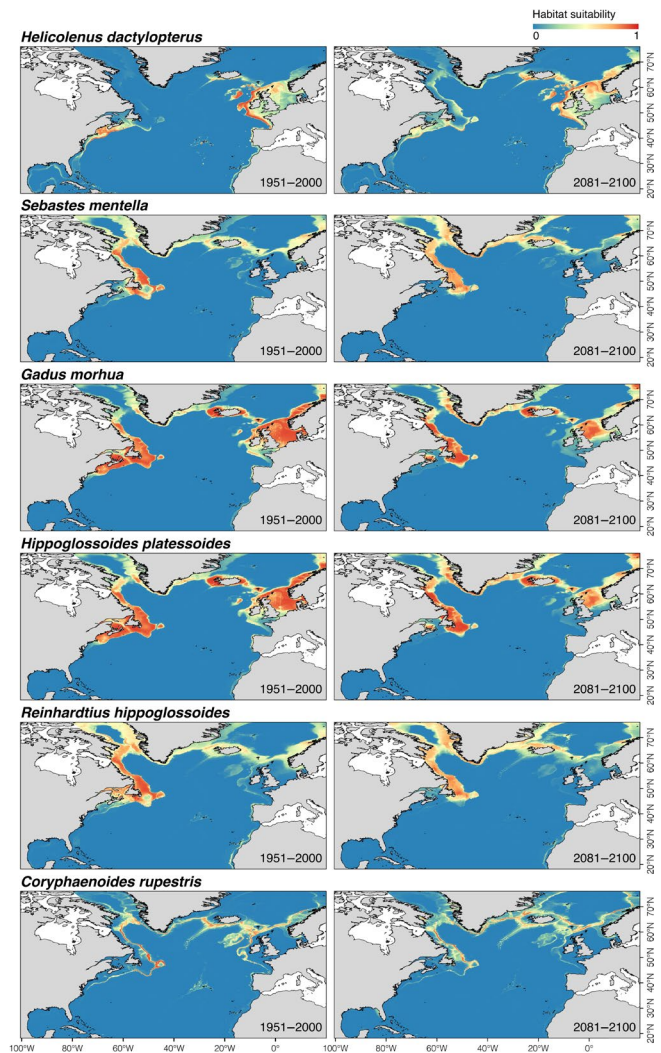 Habitat suitability
0 1
Helicolenus dactylopterus
1951–2000 2081–2100
20°N 30°N 40°N 50°N 60°N 70°N
Sebastes mentella
1951–2000 2081–2100
20°N 30°N 40°N 50°N 60°N 70°N
Gadus morhua
1951–2000 2081–2100
20°N 30°N 40°N 50°N 60°N 70°N
Hippoglossoides platessoides
1951–2000 2081–2100
20°N 30°N 40°N 50°N 60°N 70°N
Reinhardtius hippoglossoides
1951–2000 2081–2100
20°N 30°N 40°N 50°N 60°N 70°N
Coryphaenoides rupestris
1951–2000 2081–2100
20°N 30°N 40°N 50°N 60°N 70°N
100°W 80°W 60°W 40°W 20°W 0° 100°W 80°W 60°W 40°W 20°W 0°